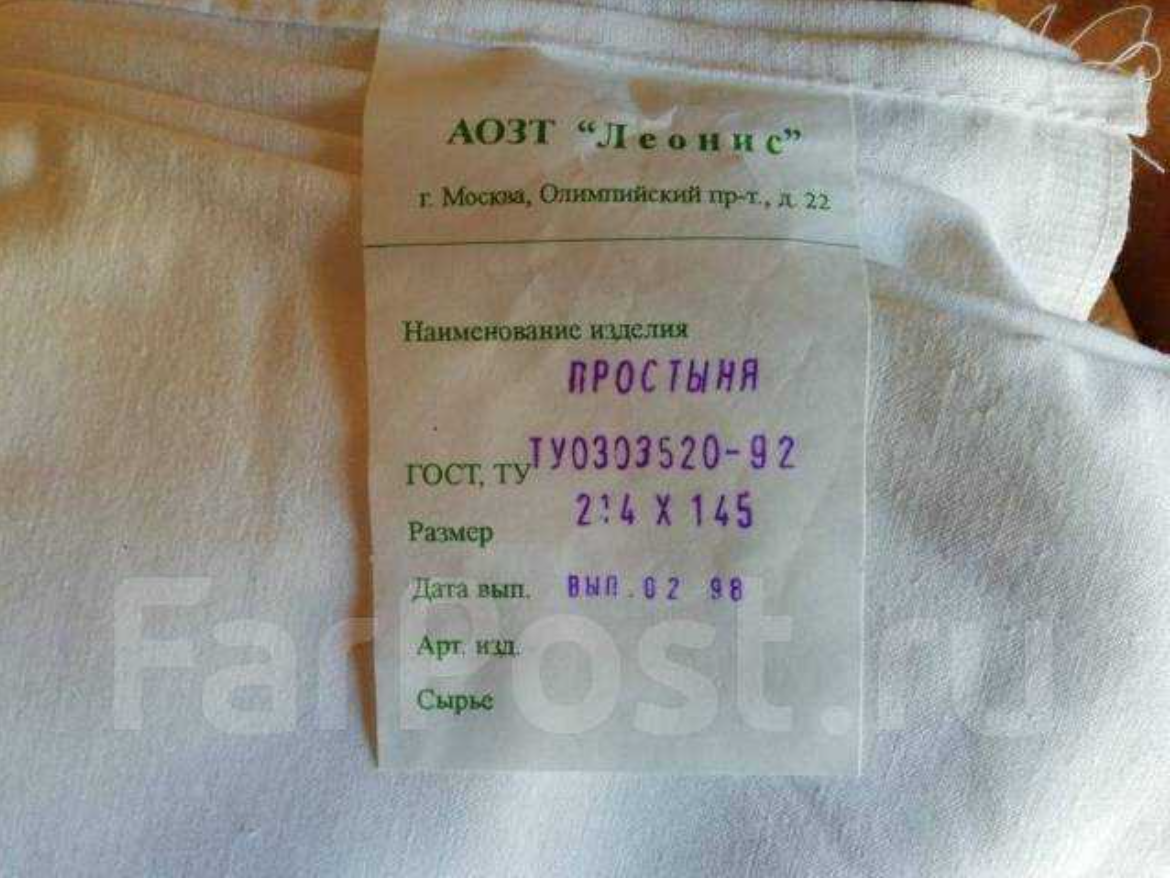 АОЗТ “Леонис”
г. Москва, Олимпийский пр-т., д. 22
Наименование изделия
ПРОСТЫНЯ
ГОСТ, ТУ ТУ0303520-92
Размер 214 Х 145
Дата вып. ВЫП.02 98
Арт. изд.
Сырье
FarPost.ru